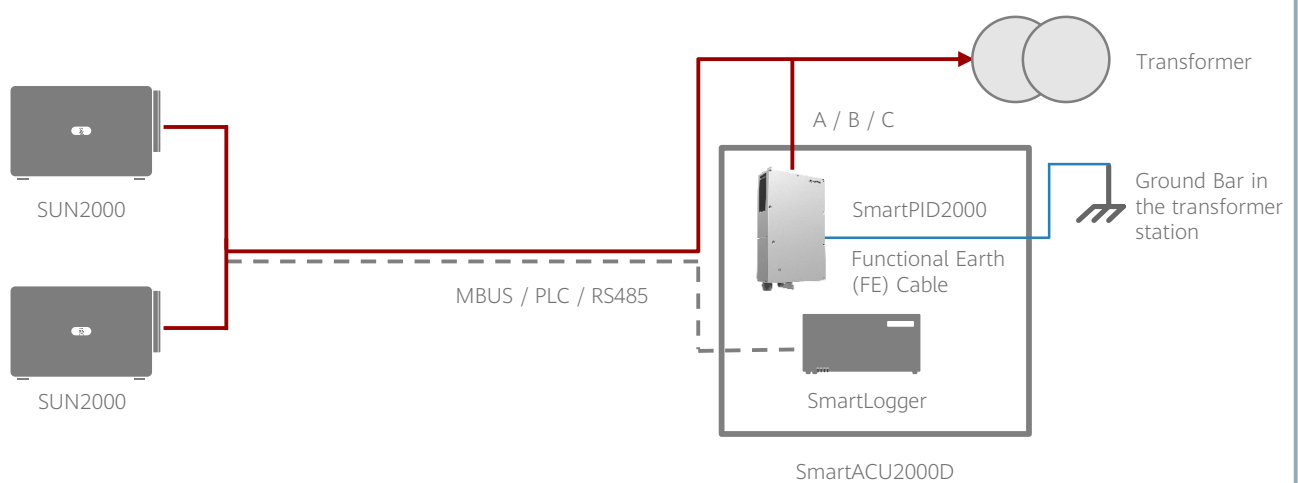 Transformer
A / B / C
SUN2000
SmartPID2000
Ground Bar in
the transformer
station
Functional Earth
(FE) Cable
MBUS / PLC / RS485
SUN2000
SmartLogger
SmartACU2000D